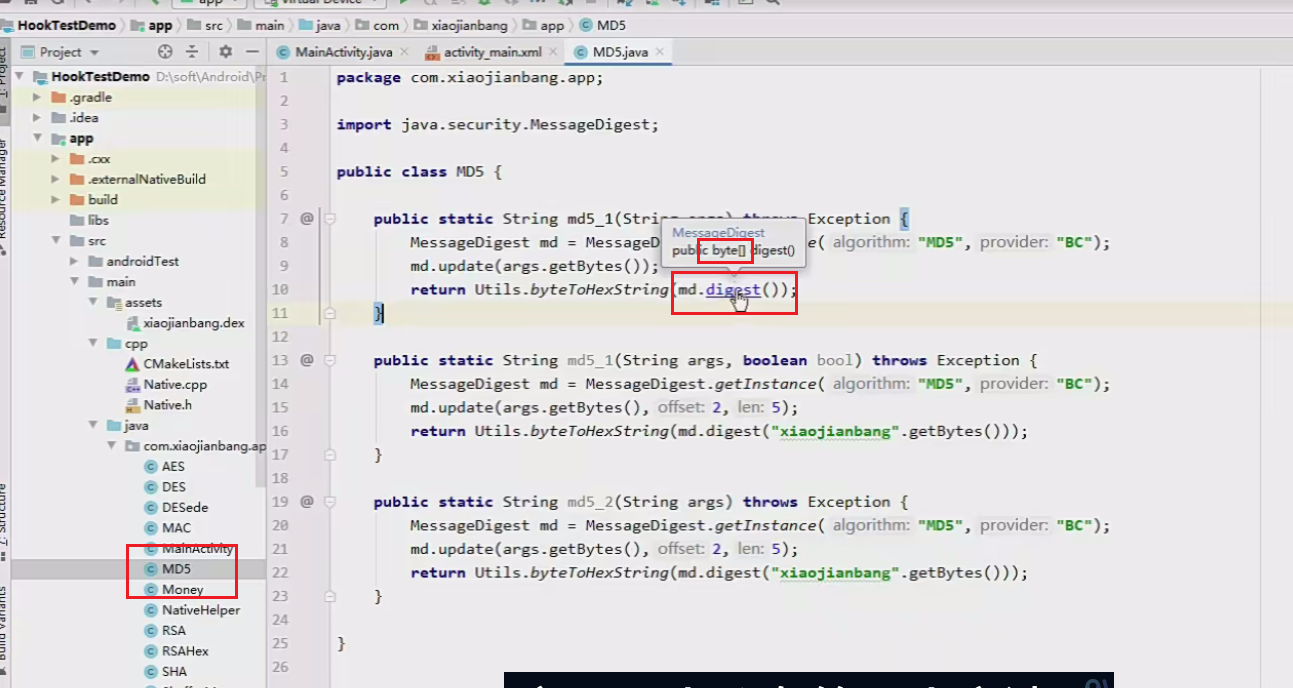 HookTestDemo app src main java com xiaojianbang app MD5
Project
MainActivity.java activity_main.xml MD5.java
HookTestDemo D:\soft\Android\Pr
.gradle
.idea
app
.cxx
.externalNativeBuild
build
libs
src
androidTest
main
assets
xiaojianbang.dex
cpp
CMakeLists.txt
Native.cpp
Native.h
java
com.xiaojianbang.ap
AES
DES
DESede
MAC
MainActivity
MD5
Money
NativeHelper
RSA
RSAHex
SHA
1: Project
Resource Manager
Z: Structure
Build Variants
1 package com.xiaojianbang.app;
2
3 import java.security.MessageDigest;
4
5 public class MD5 {
6
7 @ public static String md5_1(String args) throws Exception {
8 MessageDigest md = MessageD e( algorithm: "MD5", provider: "BC");
9 md.update(args.getBytes());
10 return Utils.byteToHexString(md.digest());
11 }
12
13 @ public static String md5_1(String args, boolean bool) throws Exception {
14 MessageDigest md = MessageDigest.getInstance( algorithm: "MD5", provider: "BC");
15 md.update(args.getBytes(), offset: 2, len: 5);
16 return Utils.byteToHexString(md.digest("xiaojianbang".getBytes()));
17 }
18
19 @ public static String md5_2(String args) throws Exception {
20 MessageDigest md = MessageDigest.getInstance( algorithm: "MD5", provider: "BC");
21 md.update(args.getBytes(), offset: 2, len: 5);
22 return Utils.byteToHexString(md.digest("xiaojianbang".getBytes()));
23 }
24
25 }
26
MessageDigest
public byte[] digest()